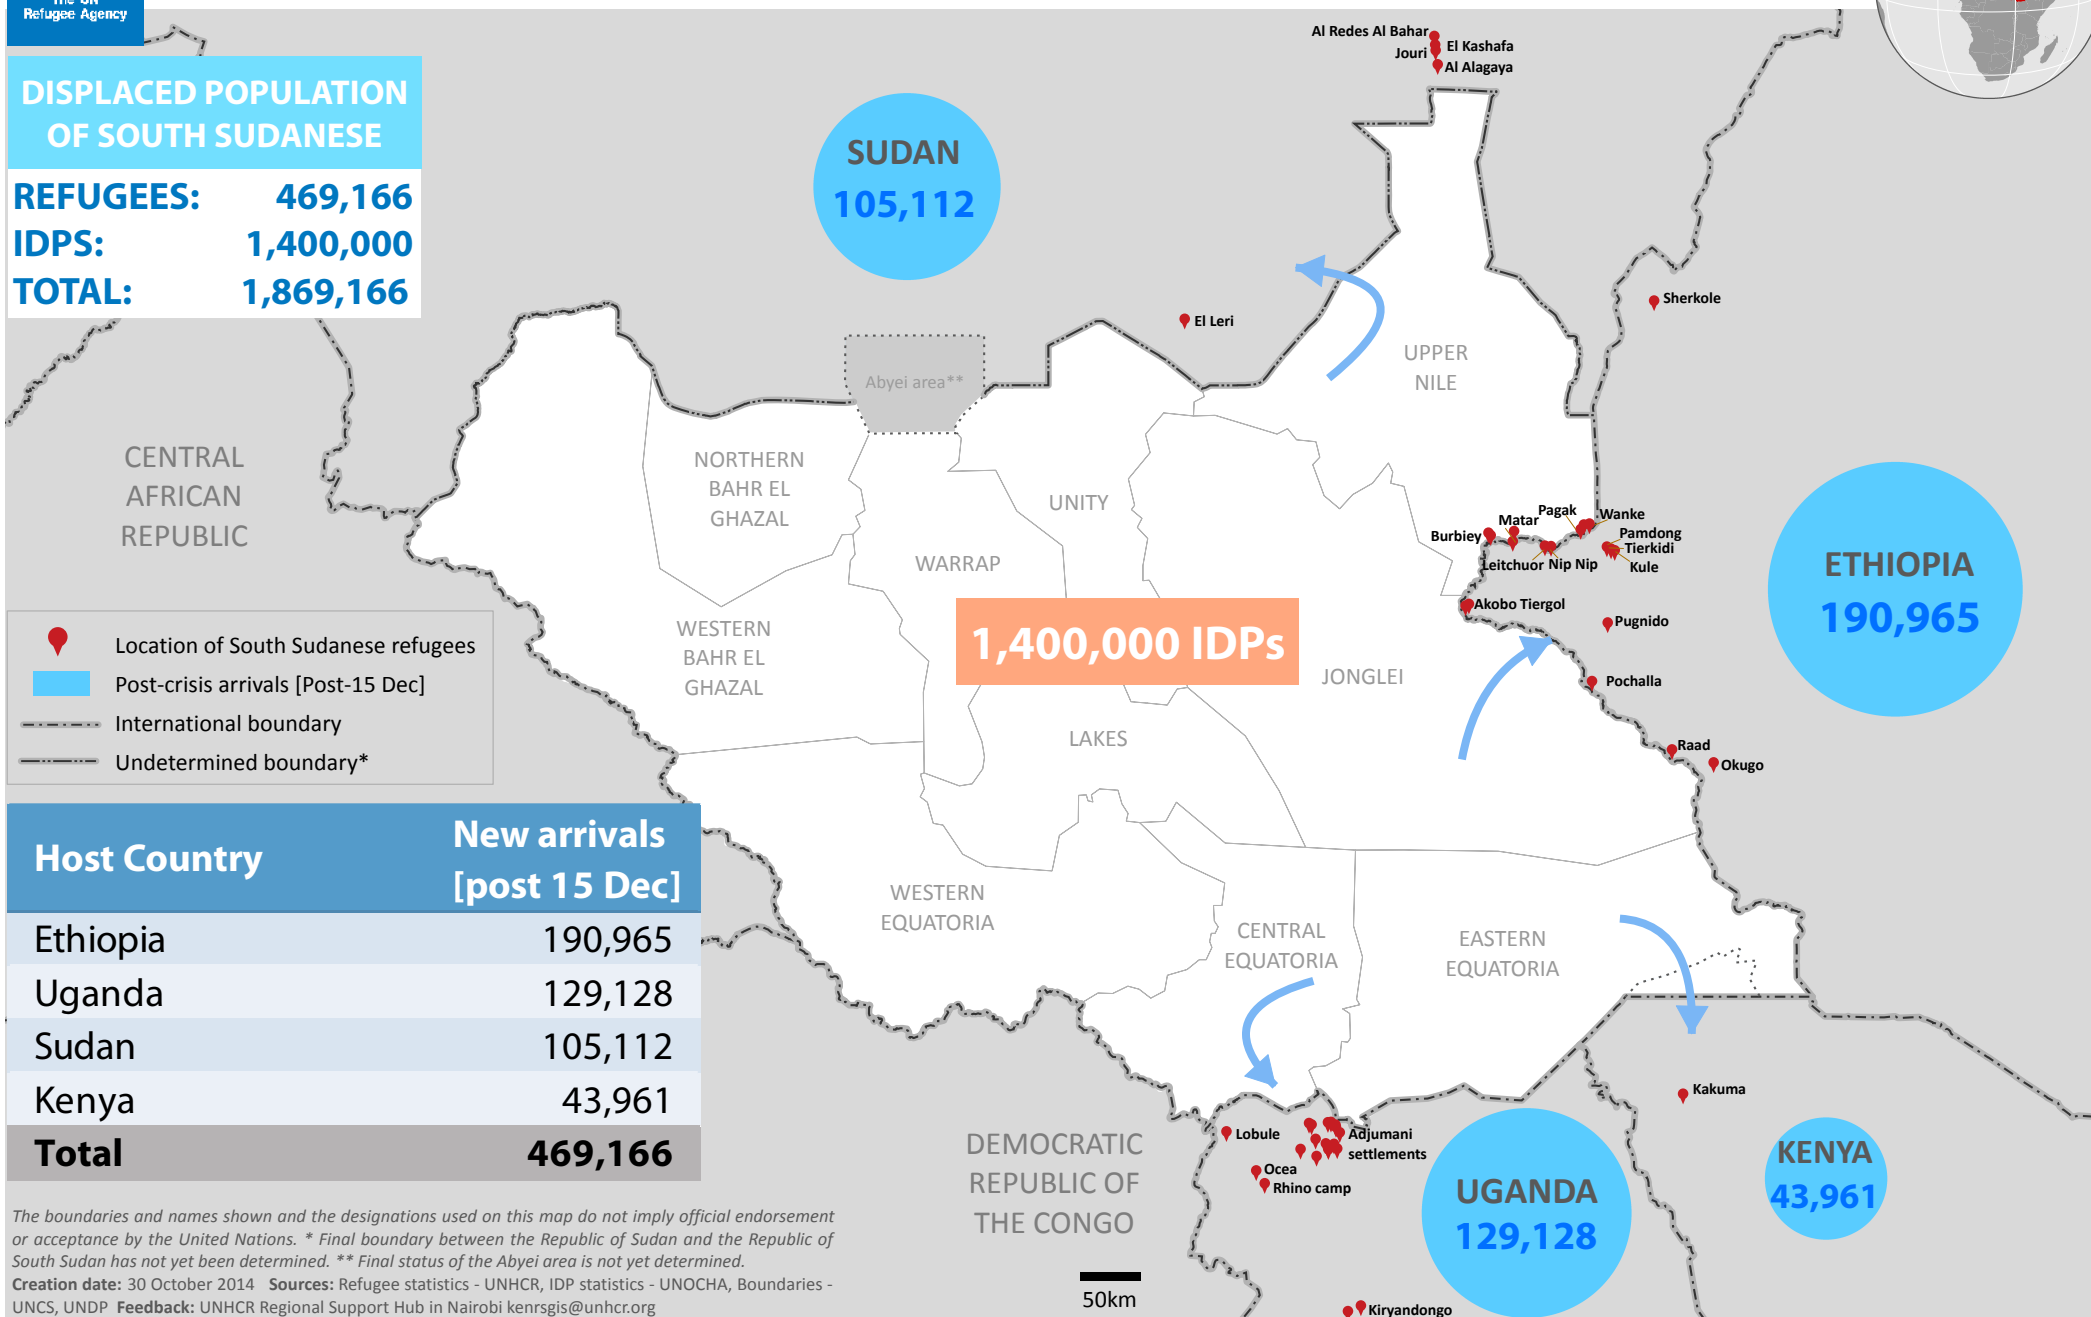 The UN
Refugee Agency
DISPLACED POPULATION
OF SOUTH SUDANESE
REFUGEES: 469,166
IDPS: 1,400,000
TOTAL: 1,869,166
Al Redes Al Bahar
El Kashafa
Jouri
Al Alagaya
SUDAN
105,112
El Leri
Sherkole
Abyei area**
UPPER
NILE
CENTRAL
AFRICAN
REPUBLIC
NORTHERN
BAHR EL
GHAZAL
UNITY
WARRAP
Burbiey
Matar
Pagak
Wanke
Pamdong
Tierkidi
Kule
Leitchuor Nip Nip
Akobo Tiergol
Pugnido
Pochalla
Raad
Okugo
ETHIOPIA
190,965
WESTERN
BAHR EL
GHAZAL
1,400,000 IDPs
JONGLEI
LAKES
Location of South Sudanese refugees
Post-crisis arrivals [Post-15 Dec]
International boundary
Undetermined boundary*
Host Country New arrivals
[post 15 Dec]
Ethiopia 190,965
Uganda 129,128
Sudan 105,112
Kenya 43,961
Total 469,166
WESTERN
EQUATORIA
CENTRAL
EQUATORIA
EASTERN
EQUATORIA
Kakuma
Lobule
Adjumani
settlements
Ocea
Rhino camp
DEMOCRATIC
REPUBLIC OF
THE CONGO
UGANDA
129,128
KENYA
43,961
Kiryandongo
50km
The boundaries and names shown and the designations used on this map do not imply official endorsement
or acceptance by the United Nations. * Final boundary between the Republic of Sudan and the Republic of
South Sudan has not yet been determined. ** Final status of the Abyei area is not yet determined.
Creation date: 30 October 2014 Sources: Refugee statistics - UNHCR, IDP statistics - UNOCHA, Boundaries -
UNCS, UNDP Feedback: UNHCR Regional Support Hub in Nairobi kenrsgis@unhcr.org